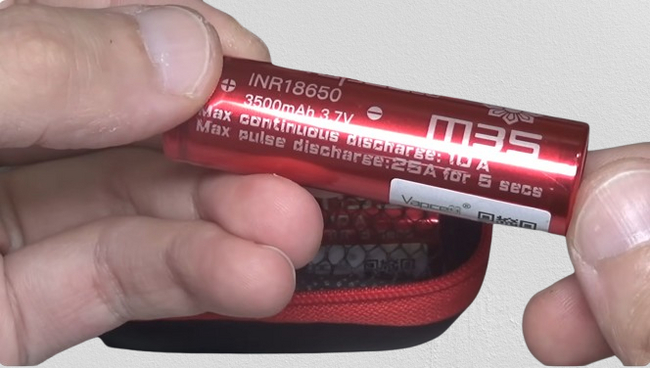 INR18650
3500mAh 3.7V
M35
Max continuous discharge: 10 A
Max pulse discharge:25A for 5 secs
Vapcell®